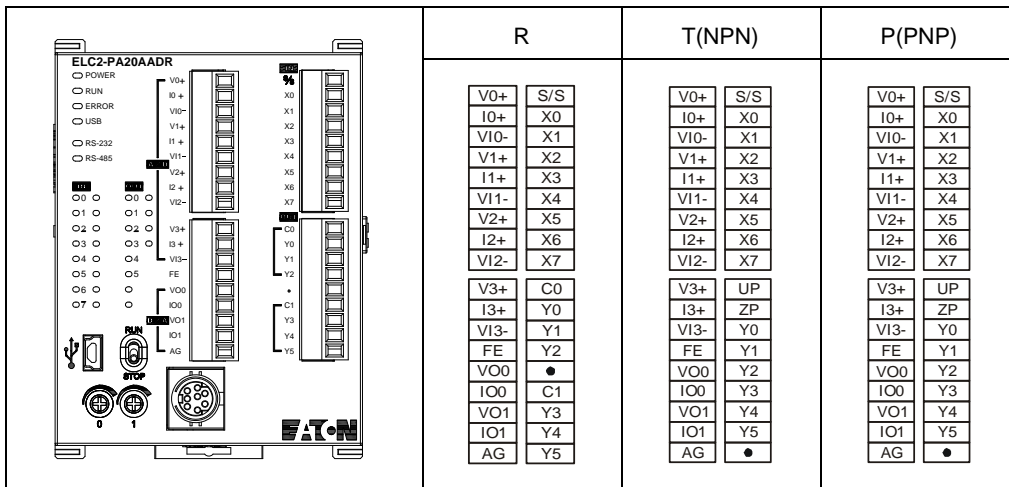 R T(NPN) P(PNP)
ELC2-PA20AADR
POWER
RUN
ERROR
USB
RS-232
RS-485
V0+
I0 +
VI0-
V1+
I1 +
VI1-
V2+
I2 +
VI2-
V3+
I3 +
VI3-
FE
VO0
IO0
VO1
IO1
AG
S/S
X0
X1
X2
X3
X4
X5
X6
X7
C0
Y0
Y1
Y2
•
C1
Y3
Y4
Y5
0 0
1 1
2 2
3 3
4 4
5 5
6
7
RUN
STOP
0 1
EATON
V0+ S/S
I0+ X0
VI0- X1
V1+ X2
I1+ X3
VI1- X4
V2+ X5
I2+ X6
VI2- X7
V3+ C0
I3+ Y0
VI3- Y1
FE Y2
VO0 •
IO0 C1
VO1 Y3
IO1 Y4
AG Y5
V0+ S/S
I0+ X0
VI0- X1
V1+ X2
I1+ X3
VI1- X4
V2+ X5
I2+ X6
VI2- X7
V3+ UP
I3+ ZP
VI3- Y0
FE Y1
VO0 Y2
IO0 Y3
VO1 Y4
IO1 Y5
AG •
V0+ S/S
I0+ X0
VI0- X1
V1+ X2
I1+ X3
VI1- X4
V2+ X5
I2+ X6
VI2- X7
V3+ UP
I3+ ZP
VI3- Y0
FE Y1
VO0 Y2
IO0 Y3
VO1 Y4
IO1 Y5
AG •